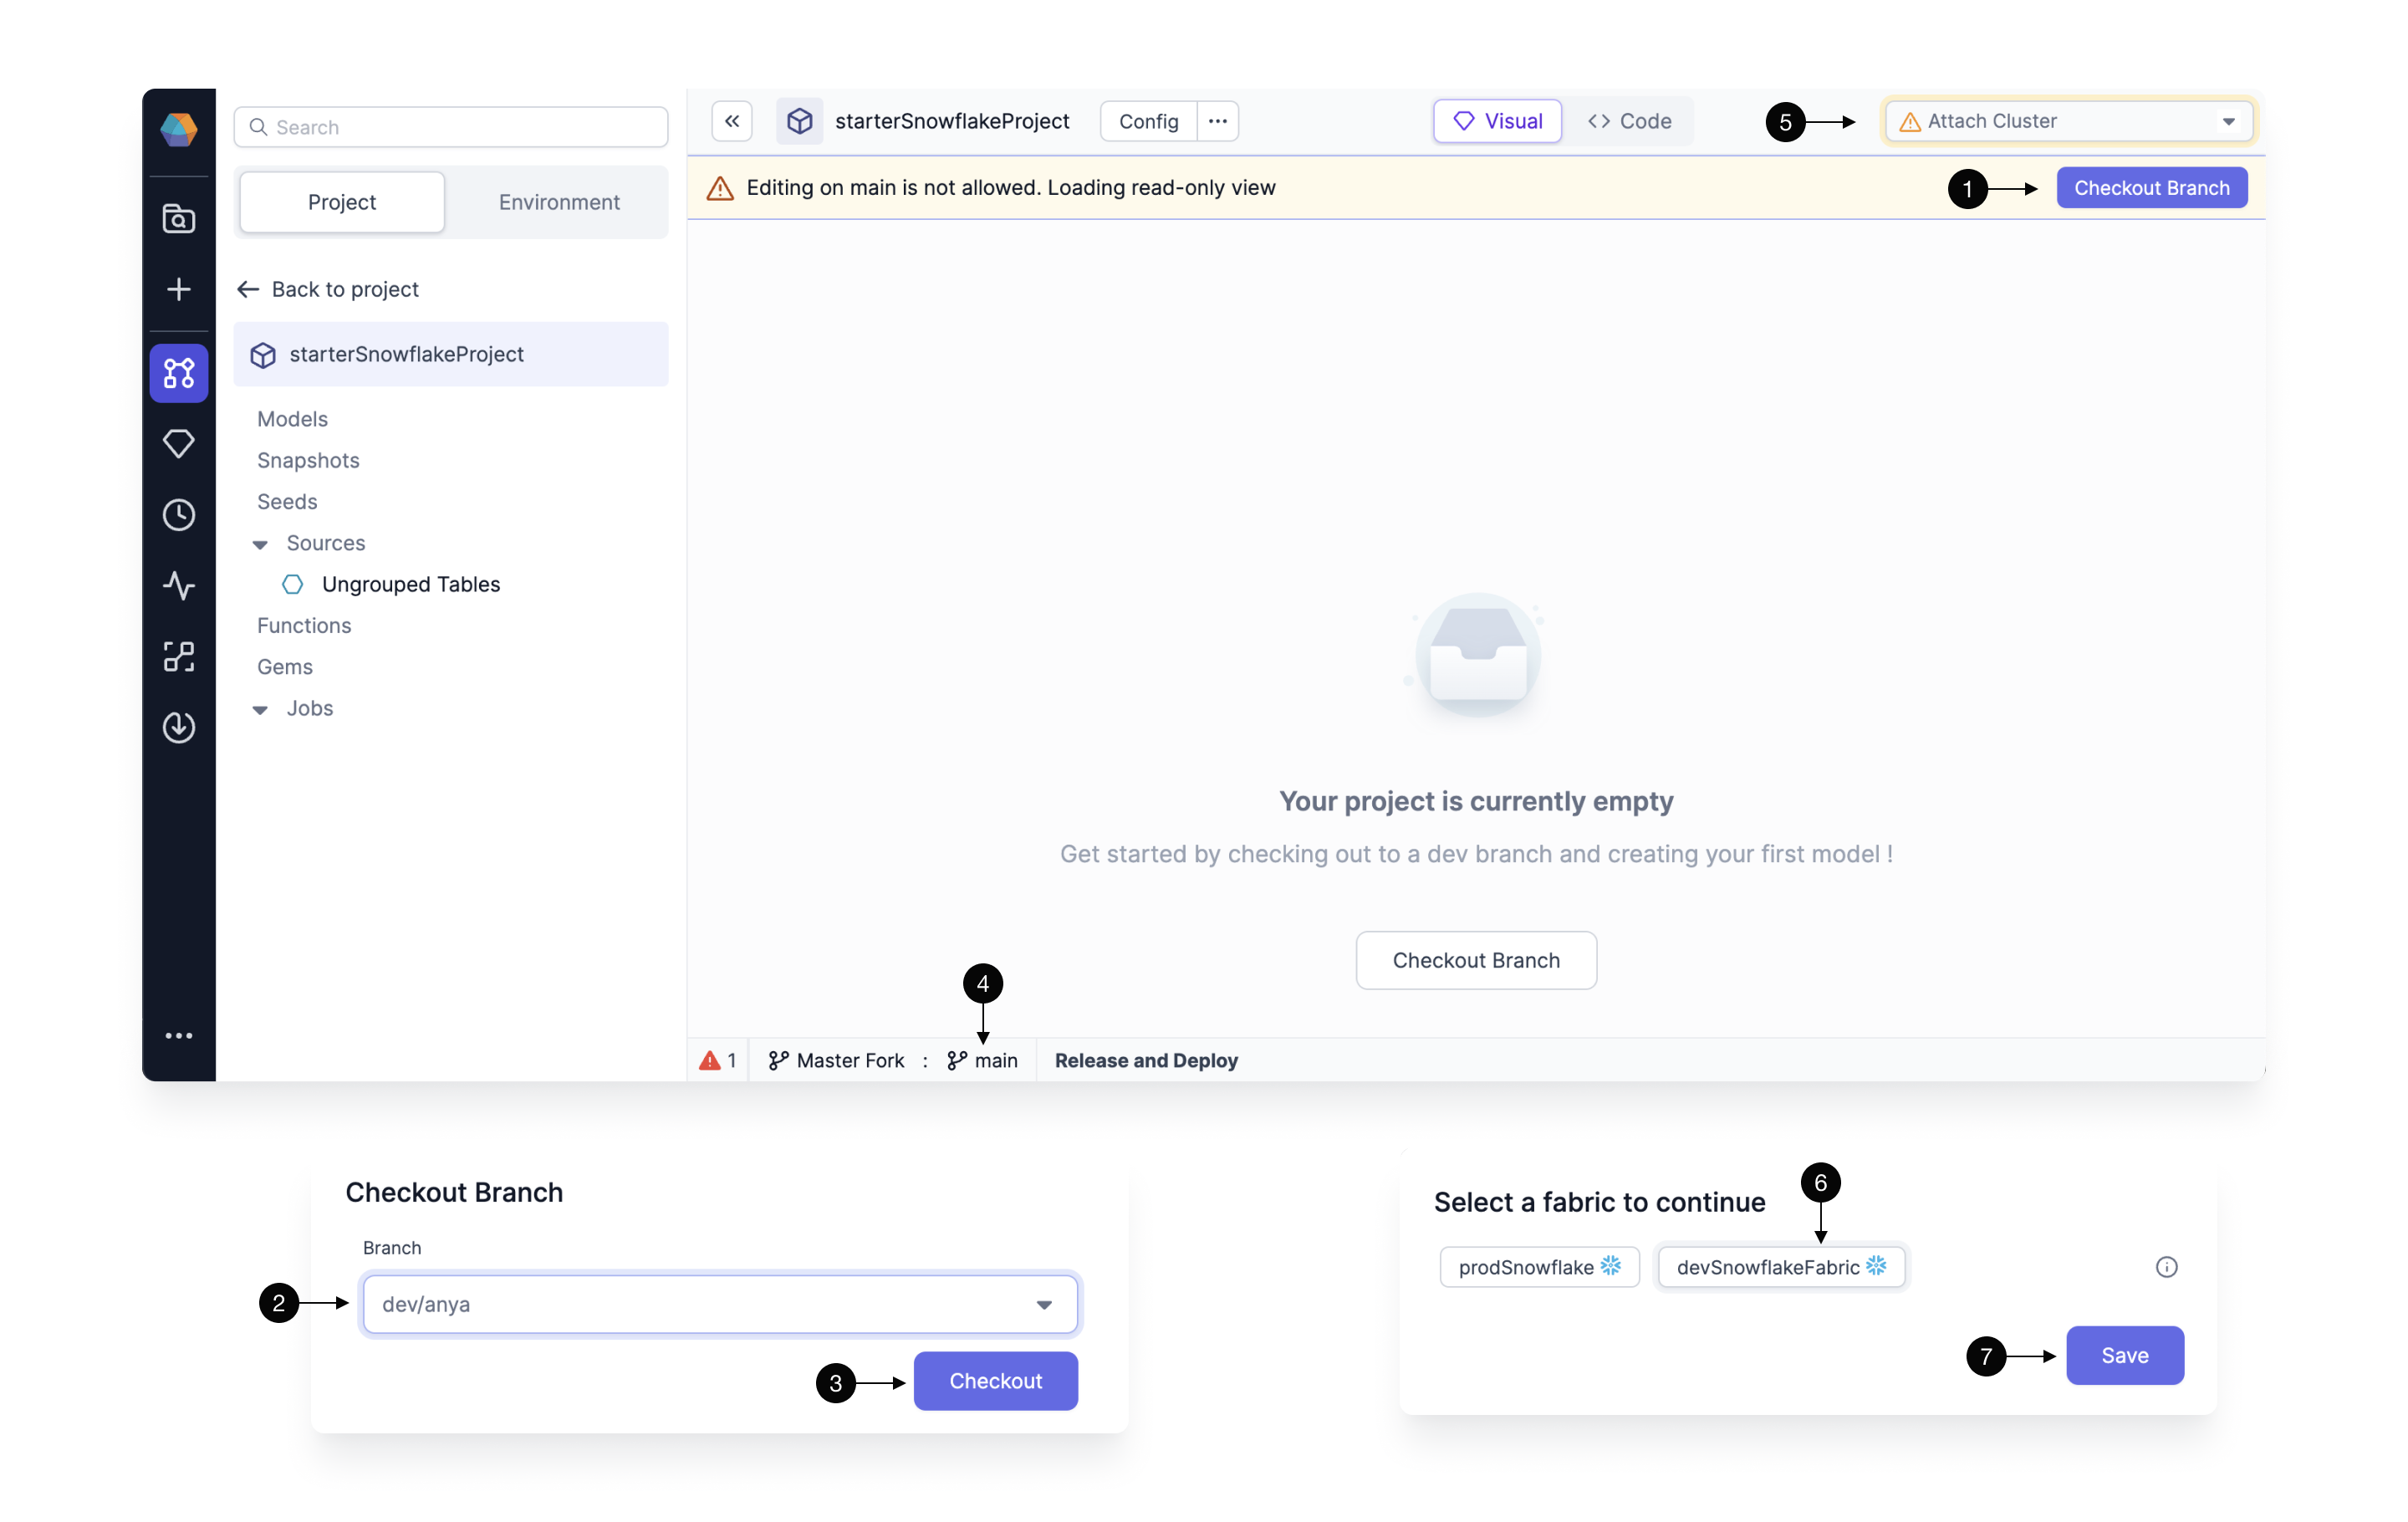 Search
Project
Environment
Back to project
starterSnowflakeProject
Models
Snapshots
Seeds
Sources
Ungrouped Tables
Functions
Gems
Jobs
starterSnowflakeProject
Config
Visual
Code
5
Attach Cluster
Editing on main is not allowed. Loading read-only view
1
Checkout Branch
Your project is currently empty
Get started by checking out to a dev branch and creating your first model !
Checkout Branch
4
1
Master Fork : main
Release and Deploy
Checkout Branch
Branch
2
dev/anya
3
Checkout
6
Select a fabric to continue
prodSnowflake
devSnowflakeFabric
7
Save